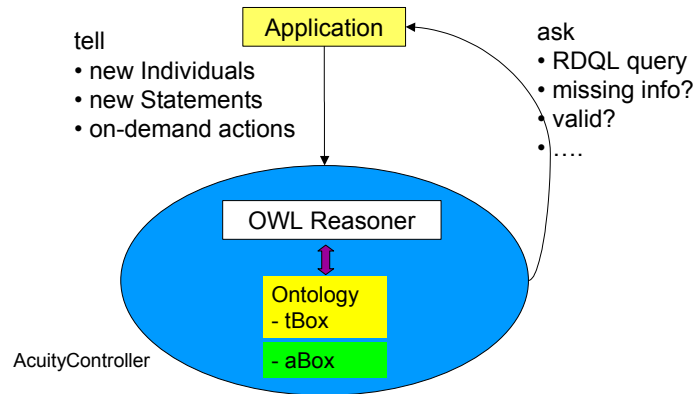 Application
tell
• new Individuals
• new Statements
• on-demand actions
ask
• RDQL query
• missing info?
• valid?
• ....
OWL Reasoner
Ontology
- tBox
- aBox
AcuityController